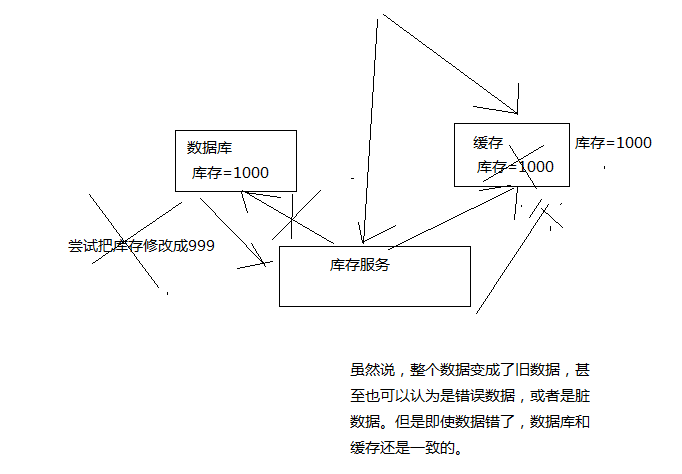 数据库
库存=1000
缓存
库存=1000
库存=1000
尝试把库存修改成999
库存服务
虽然说，整个数据变成了旧数据，甚
至也可以认为是错误数据，或者是脏
数据。但是即使数据错了，数据库和
缓存还是一致的。